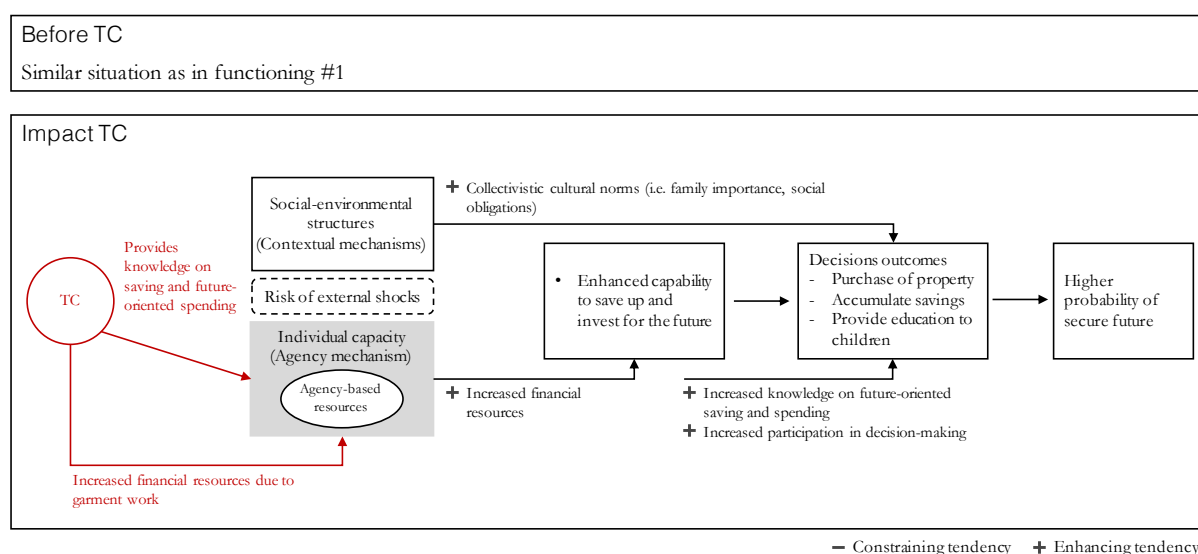 Before TC
Similar situation as in functioning #1
Impact TC
Provides
knowledge on
saving and future-
oriented spending
TC
Social-environmental
structures
(Contextual mechanisms)
Risk of external shocks
Individual capacity
(Agency mechanism)
Agency-based
resources
Increased financial resources due to
garment work
+ Collectivistic cultural norms (i.e. family importance, social
obligations)
• Enhanced capability
to save up and
invest for the future
+ Increased financial
resources
Decisions outcomes
- Purchase of property
- Accumulate savings
- Provide education to
children
+ Increased knowledge on future-oriented
saving and spending
+ Increased participation in decision-making
Higher
probability of
secure future
− Constraining tendency + Enhancing tendency